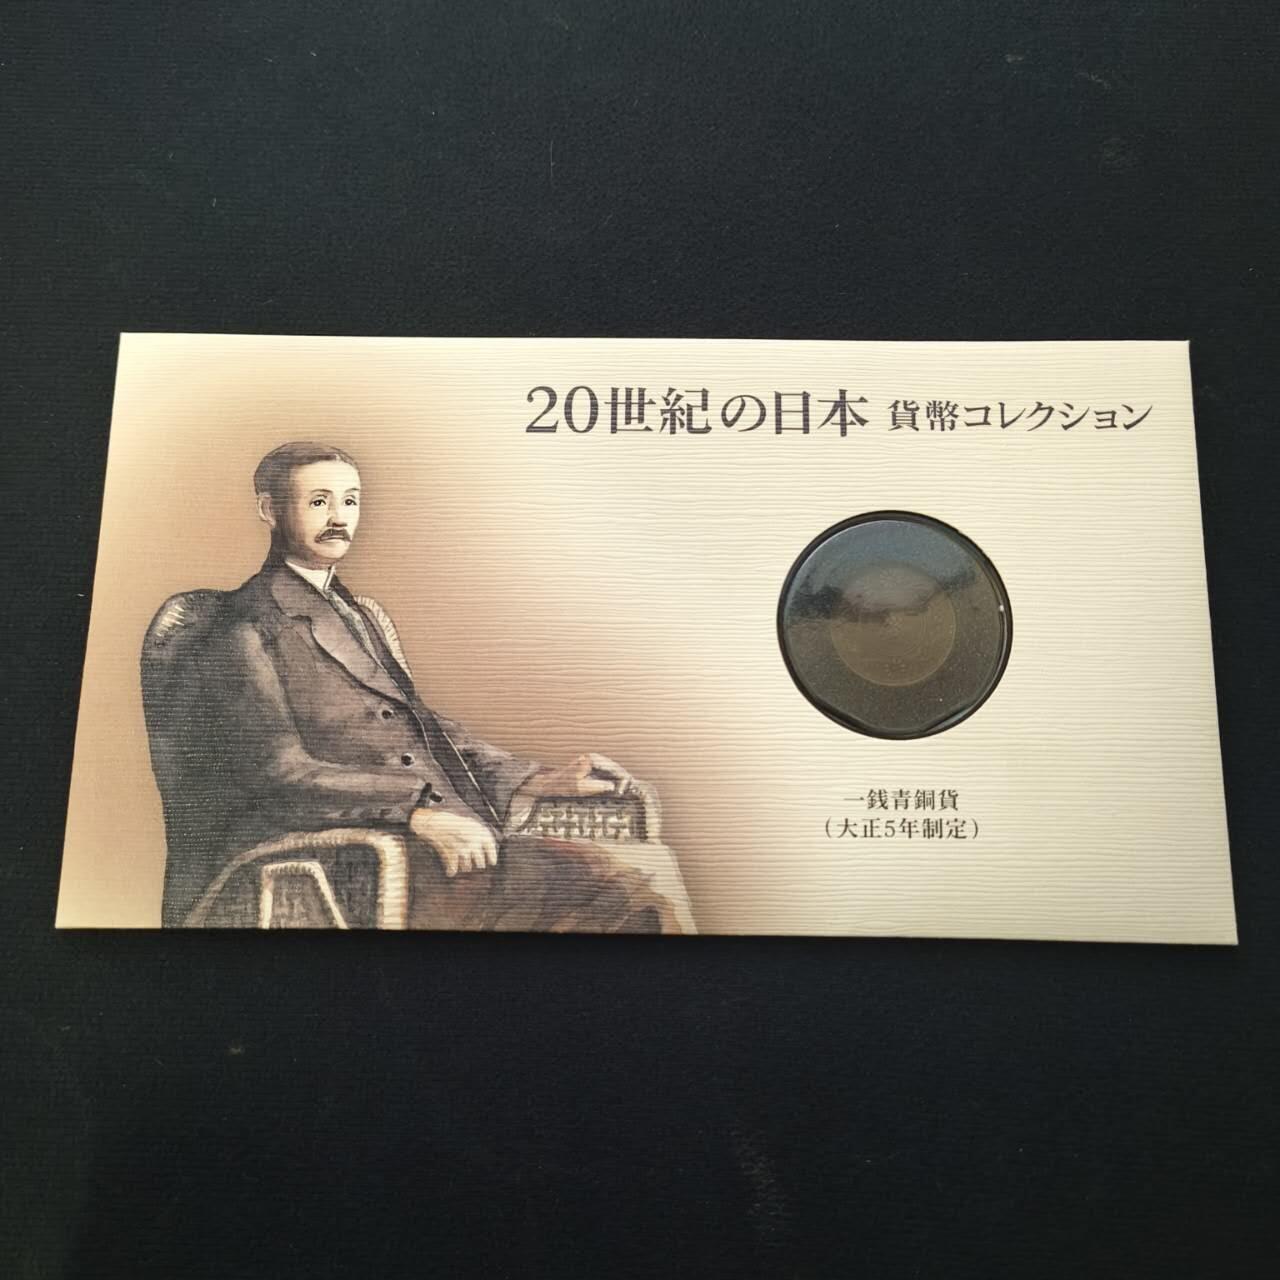 20世紀の日本 貨幣コレクション
一銭青銅貨
（大正5年制定）